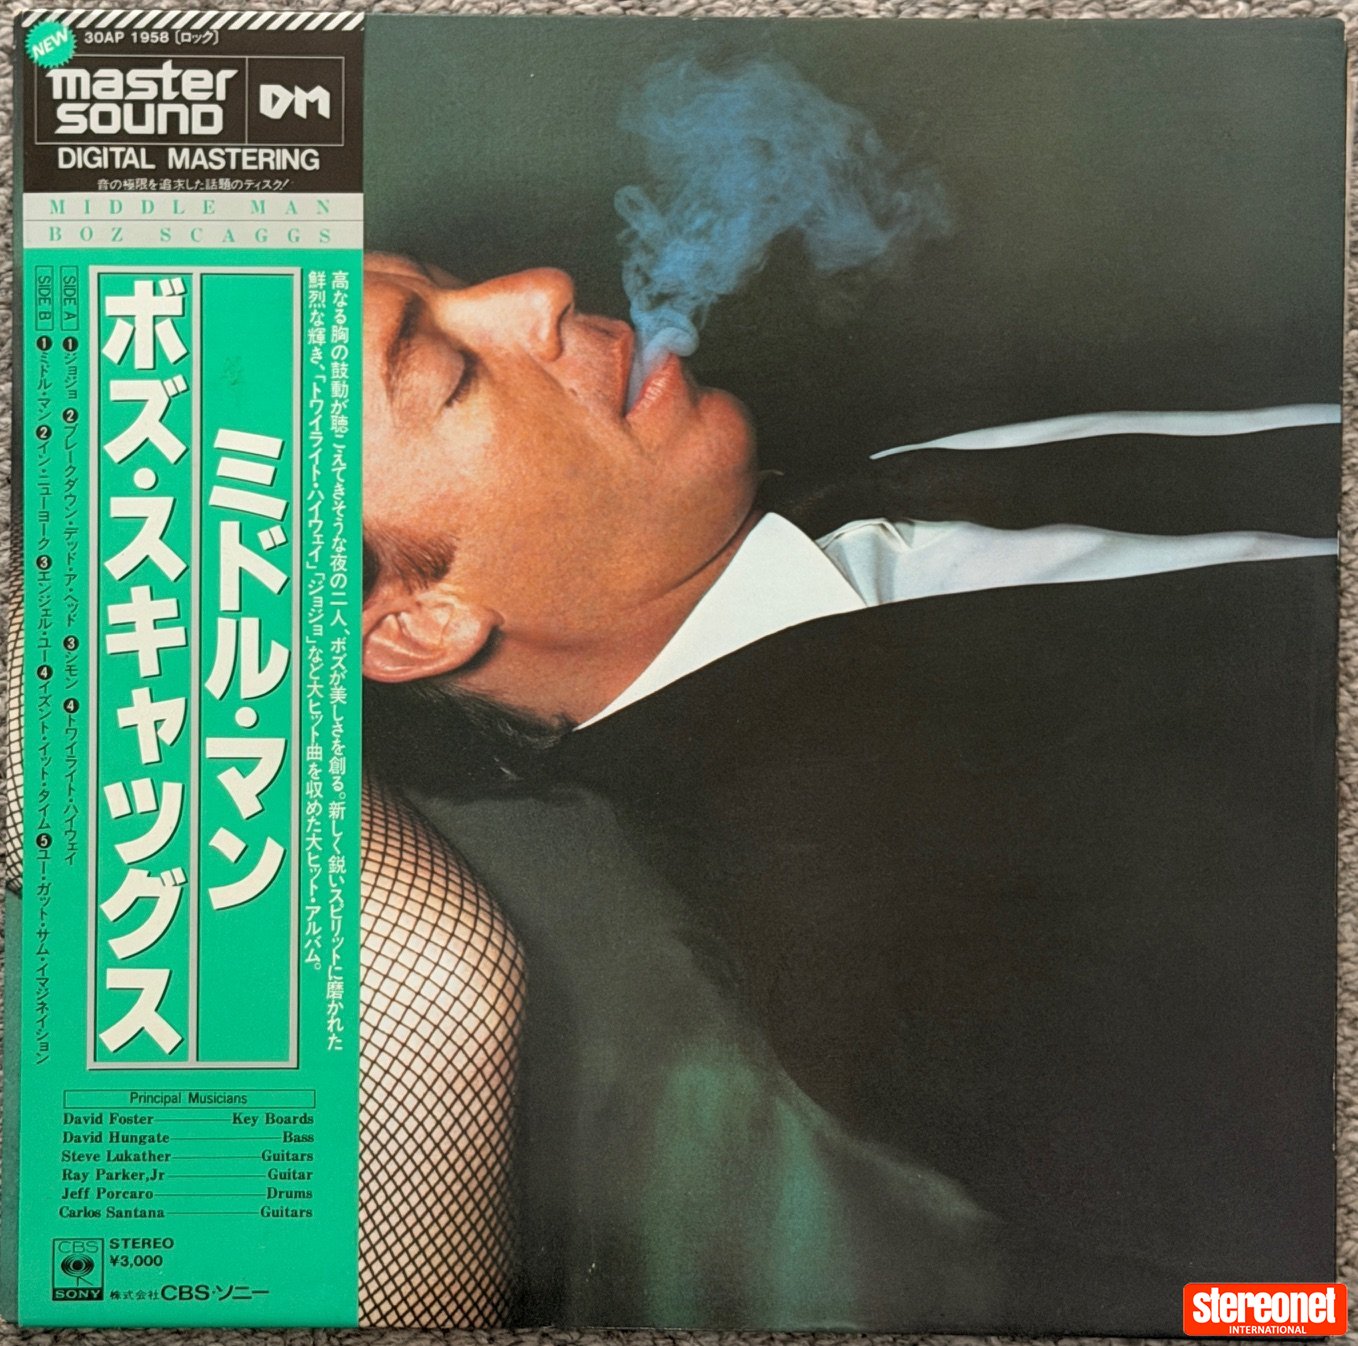 NEW
30AP 1958 〔ロック〕
master
sound
DM
DIGITAL MASTERING
音の極限を追求した話題のディスク!
MIDDLE MAN
BOZ SCAGGS
高なる胸の鼓動が聴こえてきそうな夜の二人、ボズが美しさを創る。新しく鋭いスピリットに磨かれた
鮮烈な輝き、「トワイライト・ハイウェイ」「ジョジョ」など大ヒット曲を収めた大ヒット・アルバム。
ミドル・マン
ボズ・スキャッグス
SIDE A ❶ジョジョ ❷ブレークダウン・デッド・ア・ヘッド ❸シモン ❹トワイライト・ハイウェイ
SIDE B ❶ミドル・マン ❷イン・ニューヨーク ❸エンジェル・ユー ❹イズント・イット・タイム ❺ユー・ガット・サム・イマジネイション
Principal Musicians
David Foster Key Boards
David Hungate Bass
Steve Lukather Guitars
Ray Parker,Jr Guitar
Jeff Porcaro Drums
Carlos Santana Guitars
CBS
SONY
STEREO
¥3,000
株式会社CBS・ソニー
stereonet
INTERNATIONAL